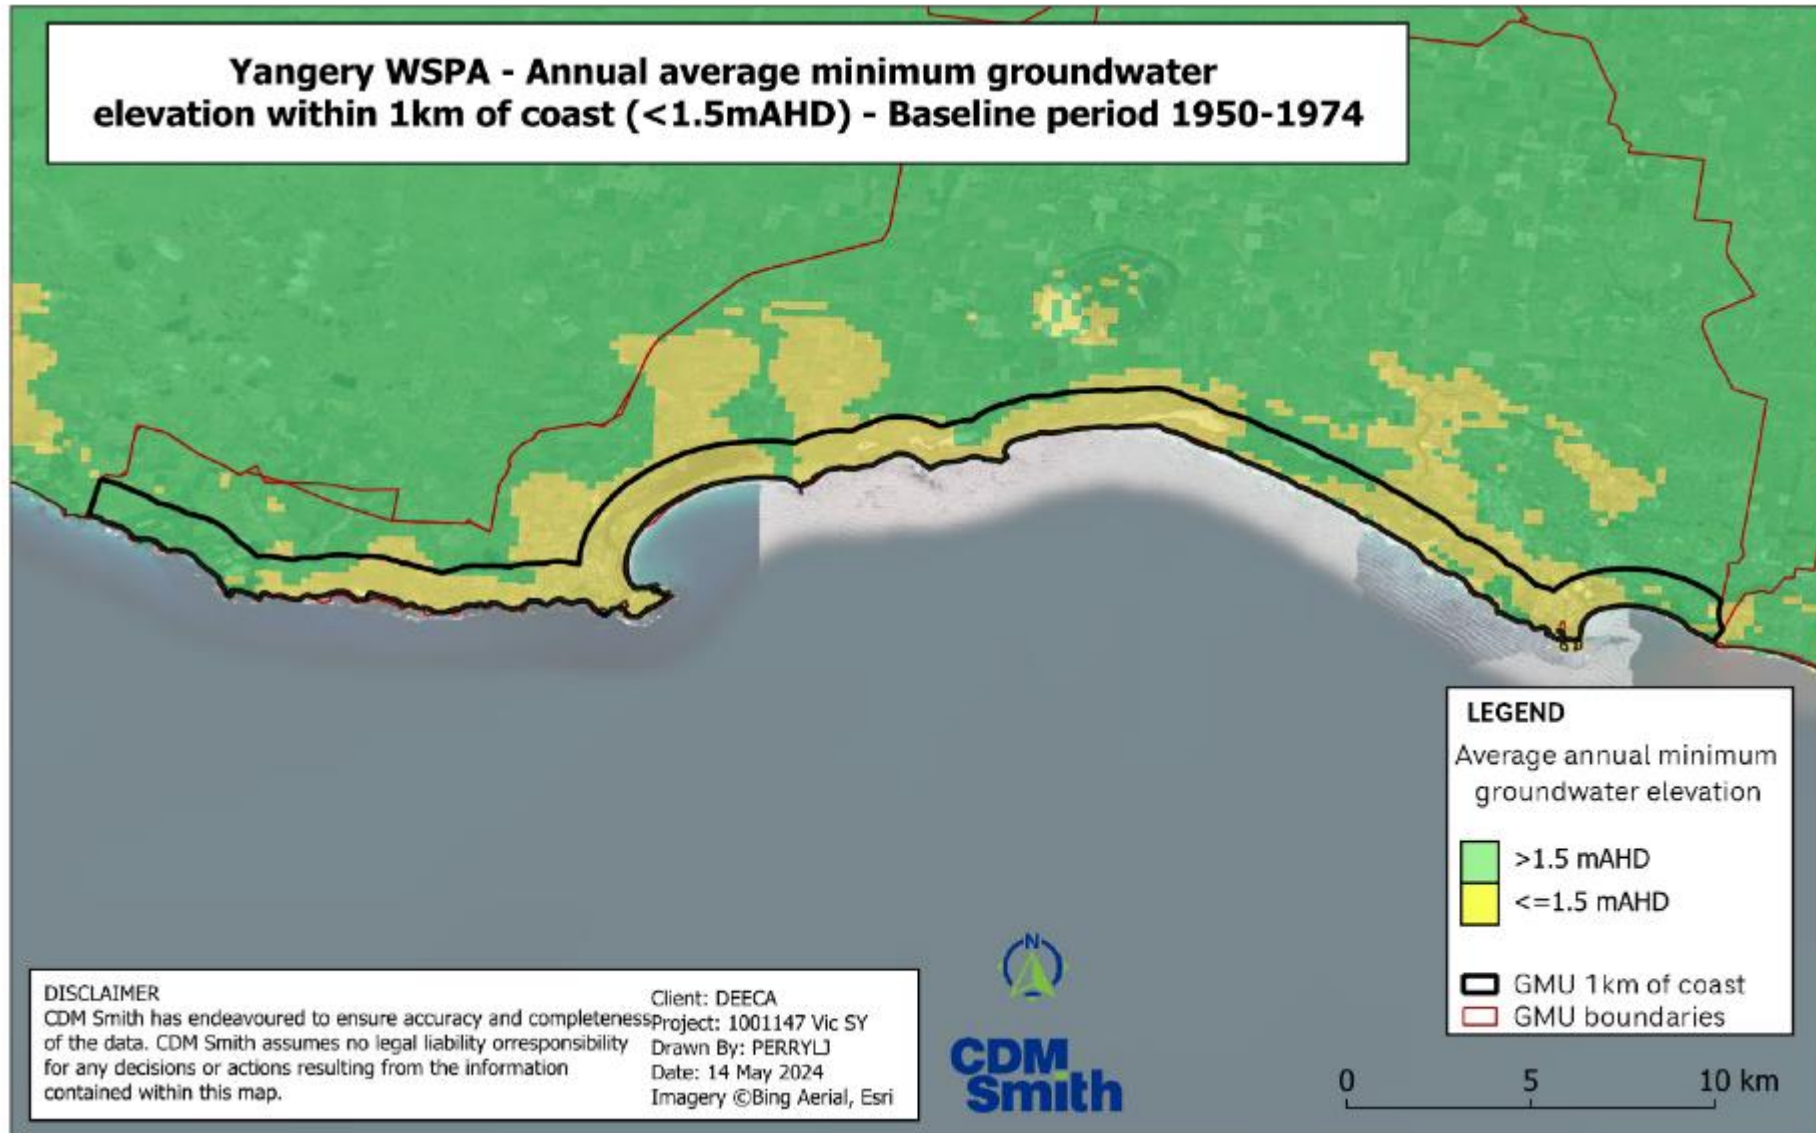 Yangery WSPA - Annual average minimum groundwater
elevation within 1km of coast (<1.5mAHD) - Baseline period 1950-1974
LEGEND
Average annual minimum
groundwater elevation
>1.5 mAHD
<=1.5 mAHD
GMU 1km of coast
GMU boundaries
DISCLAIMER
CDM Smith has endeavoured to ensure accuracy and completeness
of the data. CDM Smith assumes no legal liability orresponsibility
for any decisions or actions resulting from the information
contained within this map.
Client: DEECA
Project: 1001147 Vic SY
Drawn By: PERRYLJ
Date: 14 May 2024
Imagery ©Bing Aerial, Esri
N
CDM
Smith
0 5 10 km